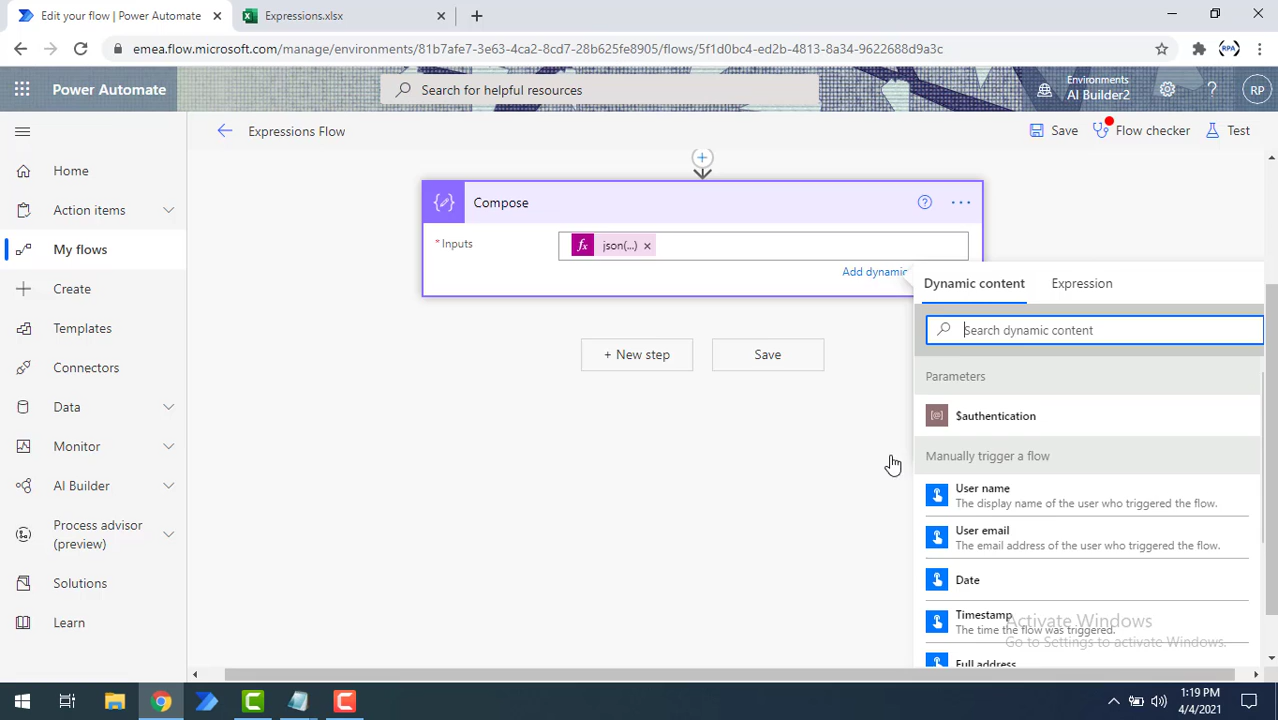 Edit your flow | Power Automate
Expressions.xlsx
emea.flow.microsoft.com/manage/environments/81b7afe7-3e63-4ca2-8cd7-28b625fe8905/flows/5f1d0bc4-ed2b-4813-8a34-9622688d9a3c
RPA
Power Automate
Search for helpful resources
Environments
AI Builder2
RP
Expressions Flow
Save
Flow checker
Test
Home
Action items
My flows
Create
Templates
Connectors
Data
Monitor
AI Builder
Process advisor
(preview)
Solutions
Learn
Compose
* Inputs
fx
json(...)
Add dynamic
+ New step
Save
Dynamic content
Expression
Search dynamic content
Parameters
$authentication
Manually trigger a flow
User name
The display name of the user who triggered the flow.
User email
The email address of the user who triggered the flow.
Date
Timestamp
The time the flow was triggered.
Full address
Activate Windows
Go to Settings to activate Windows.
1:19 PM
4/4/2021